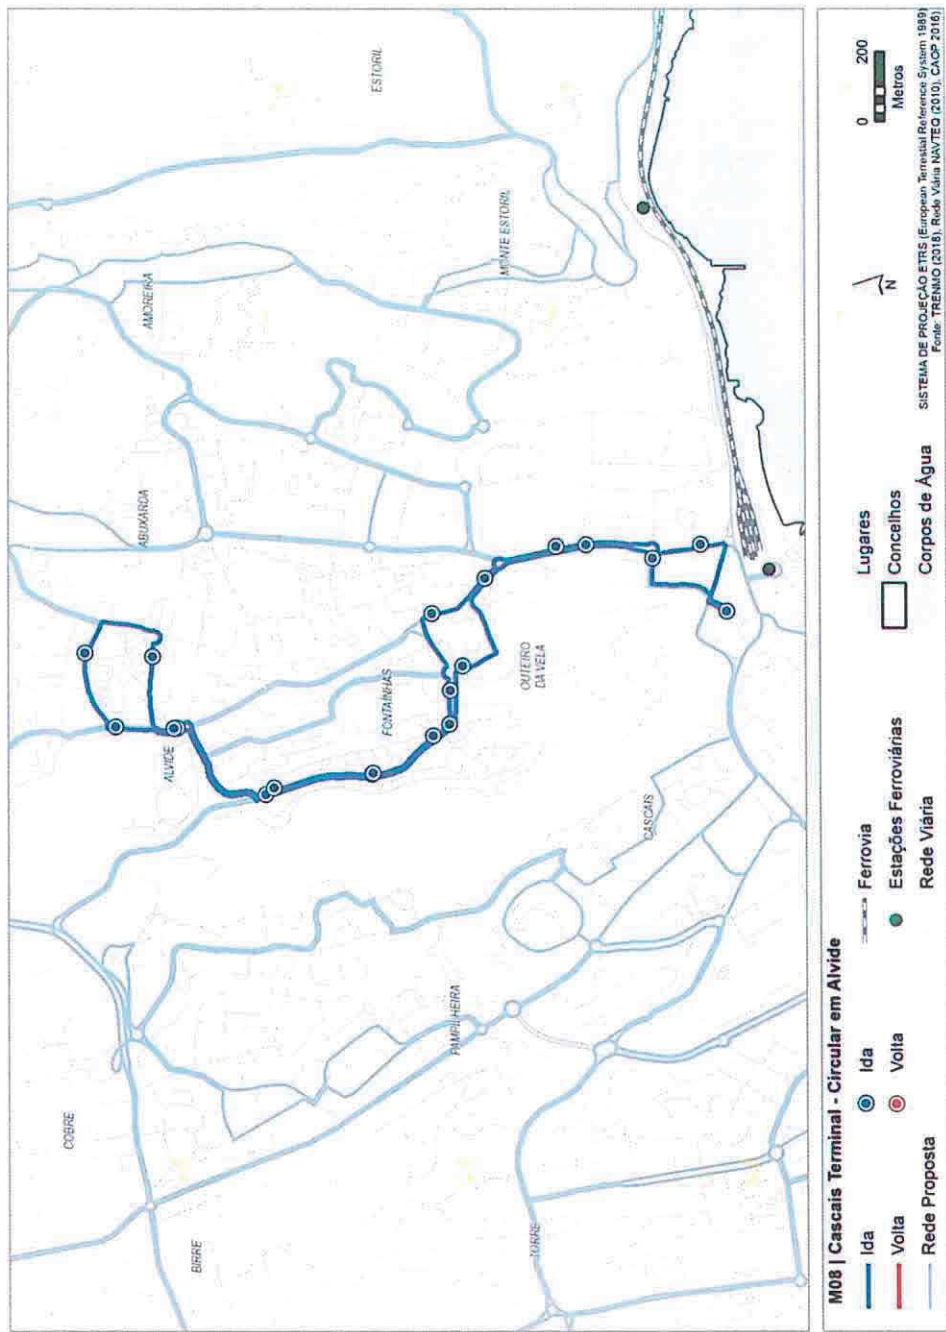 COBRE
BIRRE
TORRE
PAMPILHEIRA
CASCAIS
ALVIDE
FONTAÍNHAS
OUTEIRO
DA VELA
ABUXARDA
AMOREIRA
MONTE ESTORIL
ESTORIL
M08 | Cascais Terminal - Circular em Alvide
Ida
Volta
Rede Proposta
Ida
Volta
Ferrovia
Estações Ferroviárias
Rede Viária
Lugares
Concelhos
Corpos de Água
N
0 200
Metros
SISTEMA DE PROJEÇÃO ETRS (European Terrestrial Reference System 1989)
Fonte: TRENMO (2018), Rede Viária NAVTEQ (2010), CAOP 2016)